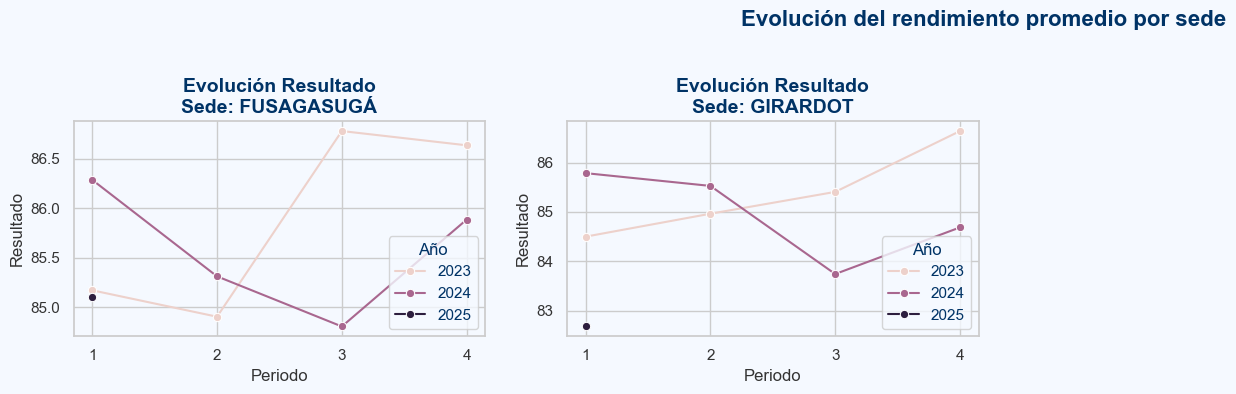 Evolución del rendimiento promedio por sede
Evolución Resultado
Sede: FUSAGASUGÁ
Resultado
86.5
86.0
85.5
85.0
1 2 3 4
Periodo
Año
2023
2024
2025
Evolución Resultado
Sede: GIRARDOT
Resultado
86
85
84
83
1 2 3 4
Periodo
Año
2023
2024
2025